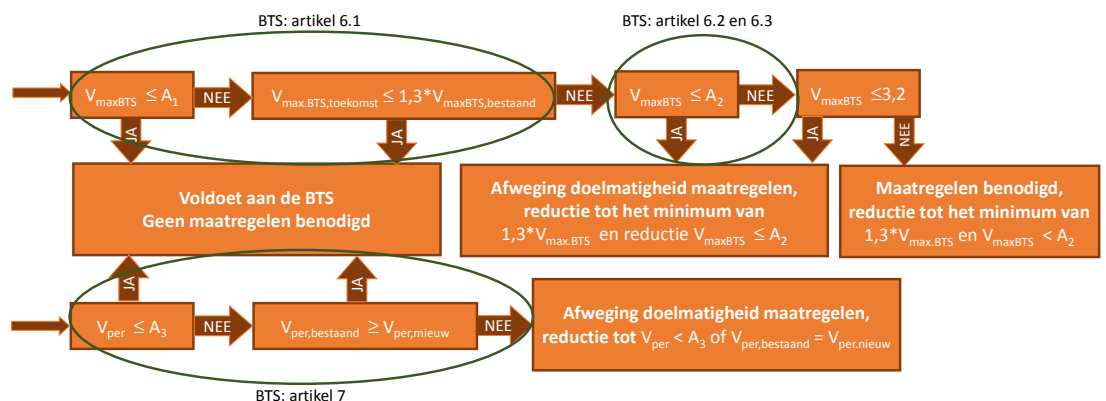 BTS: artikel 6.1
BTS: artikel 6.2 en 6.3
VmaxBTS ≤ A1
NEE
Vmax.BTS,toekomst ≤ 1,3*VmaxBTS,bestaand
NEE
VmaxBTS ≤ A2
NEE
VmaxBTS ≤3,2
JA
JA
JA
JA
NEE
Voldoet aan de BTS
Geen maatregelen benodigd
Afweging doelmatigheid maatregelen,
reductie tot het minimum van
1,3*Vmax.BTS en reductie VmaxBTS ≤ A2
Maatregelen benodigd,
reductie tot het minimum van
1,3*Vmax.BTS en VmaxBTS < A2
JA
JA
Vper ≤ A3
NEE
Vper,bestaand ≥ Vper,mieuw
NEE
Afweging doelmatigheid maatregelen,
reductie tot Vper < A3 of Vper,bestaand = Vper.nieuw
BTS: artikel 7